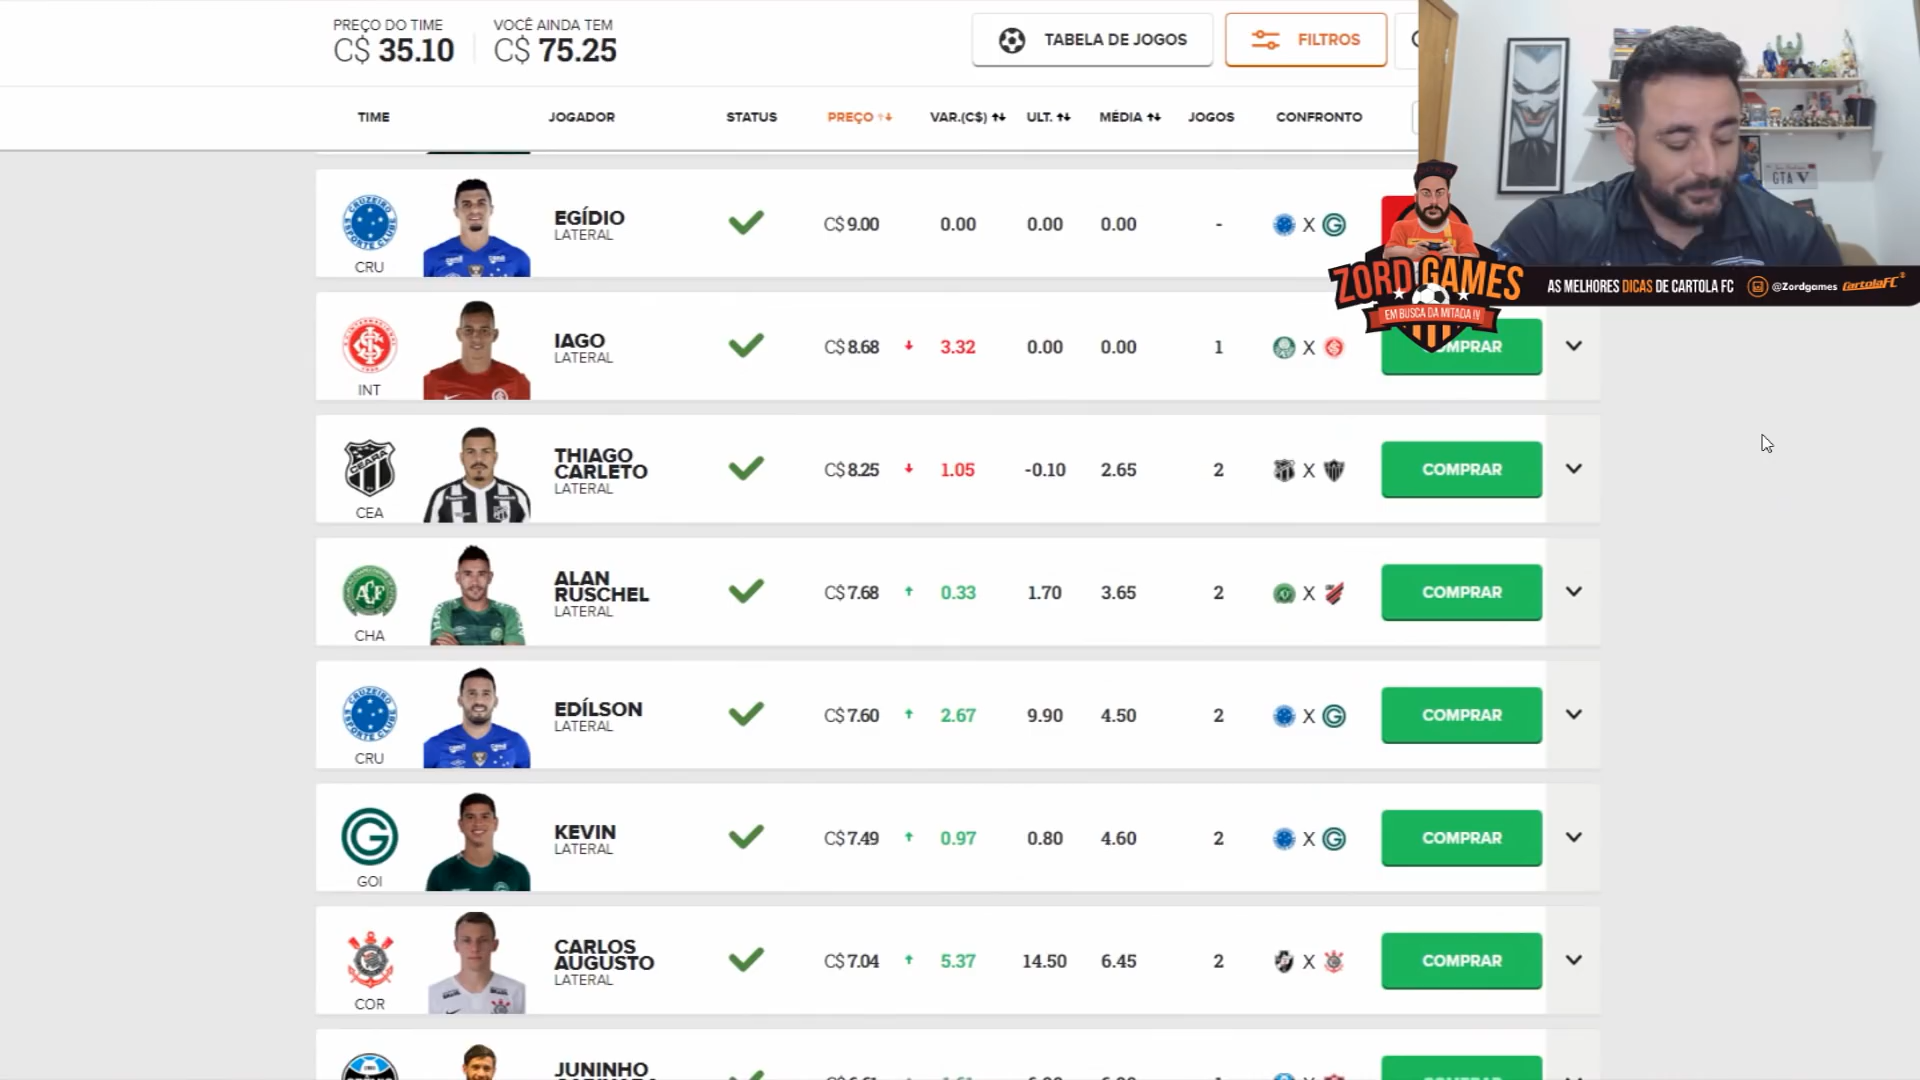 PREÇO DO TIME
C$ 35.10
VOCÊ AINDA TEM
C$ 75.25
TABELA DE JOGOS
FILTROS
TIME JOGADOR STATUS PREÇO VAR.(C$) ULT. MÉDIA JOGOS CONFRONTO
CRU
EGÍDIO
LATERAL
C$ 9.00 0.00 0.00 0.00 - X
INT
IAGO
LATERAL
C$ 8.68 3.32 0.00 0.00 1 X
COMPRAR
CEARA
CEA
THIAGO
CARLETO
LATERAL
C$ 8.25 1.05 -0.10 2.65 2 X
COMPRAR
CHA
ALAN
RUSCHEL
LATERAL
C$ 7.68 0.33 1.70 3.65 2 X
COMPRAR
CRU
EDÍLSON
LATERAL
C$ 7.60 2.67 9.90 4.50 2 X
COMPRAR
GOI
KEVIN
LATERAL
C$ 7.49 0.97 0.80 4.60 2 X
COMPRAR
COR
CARLOS
AUGUSTO
LATERAL
C$ 7.04 5.37 14.50 6.45 2 X
COMPRAR
JUNINHO
GTA V
ZORD GAMES
EM BUSCA DA MITADA !!
AS MELHORES DICAS DE CARTOLA FC
@Zordgames
CartolaFC